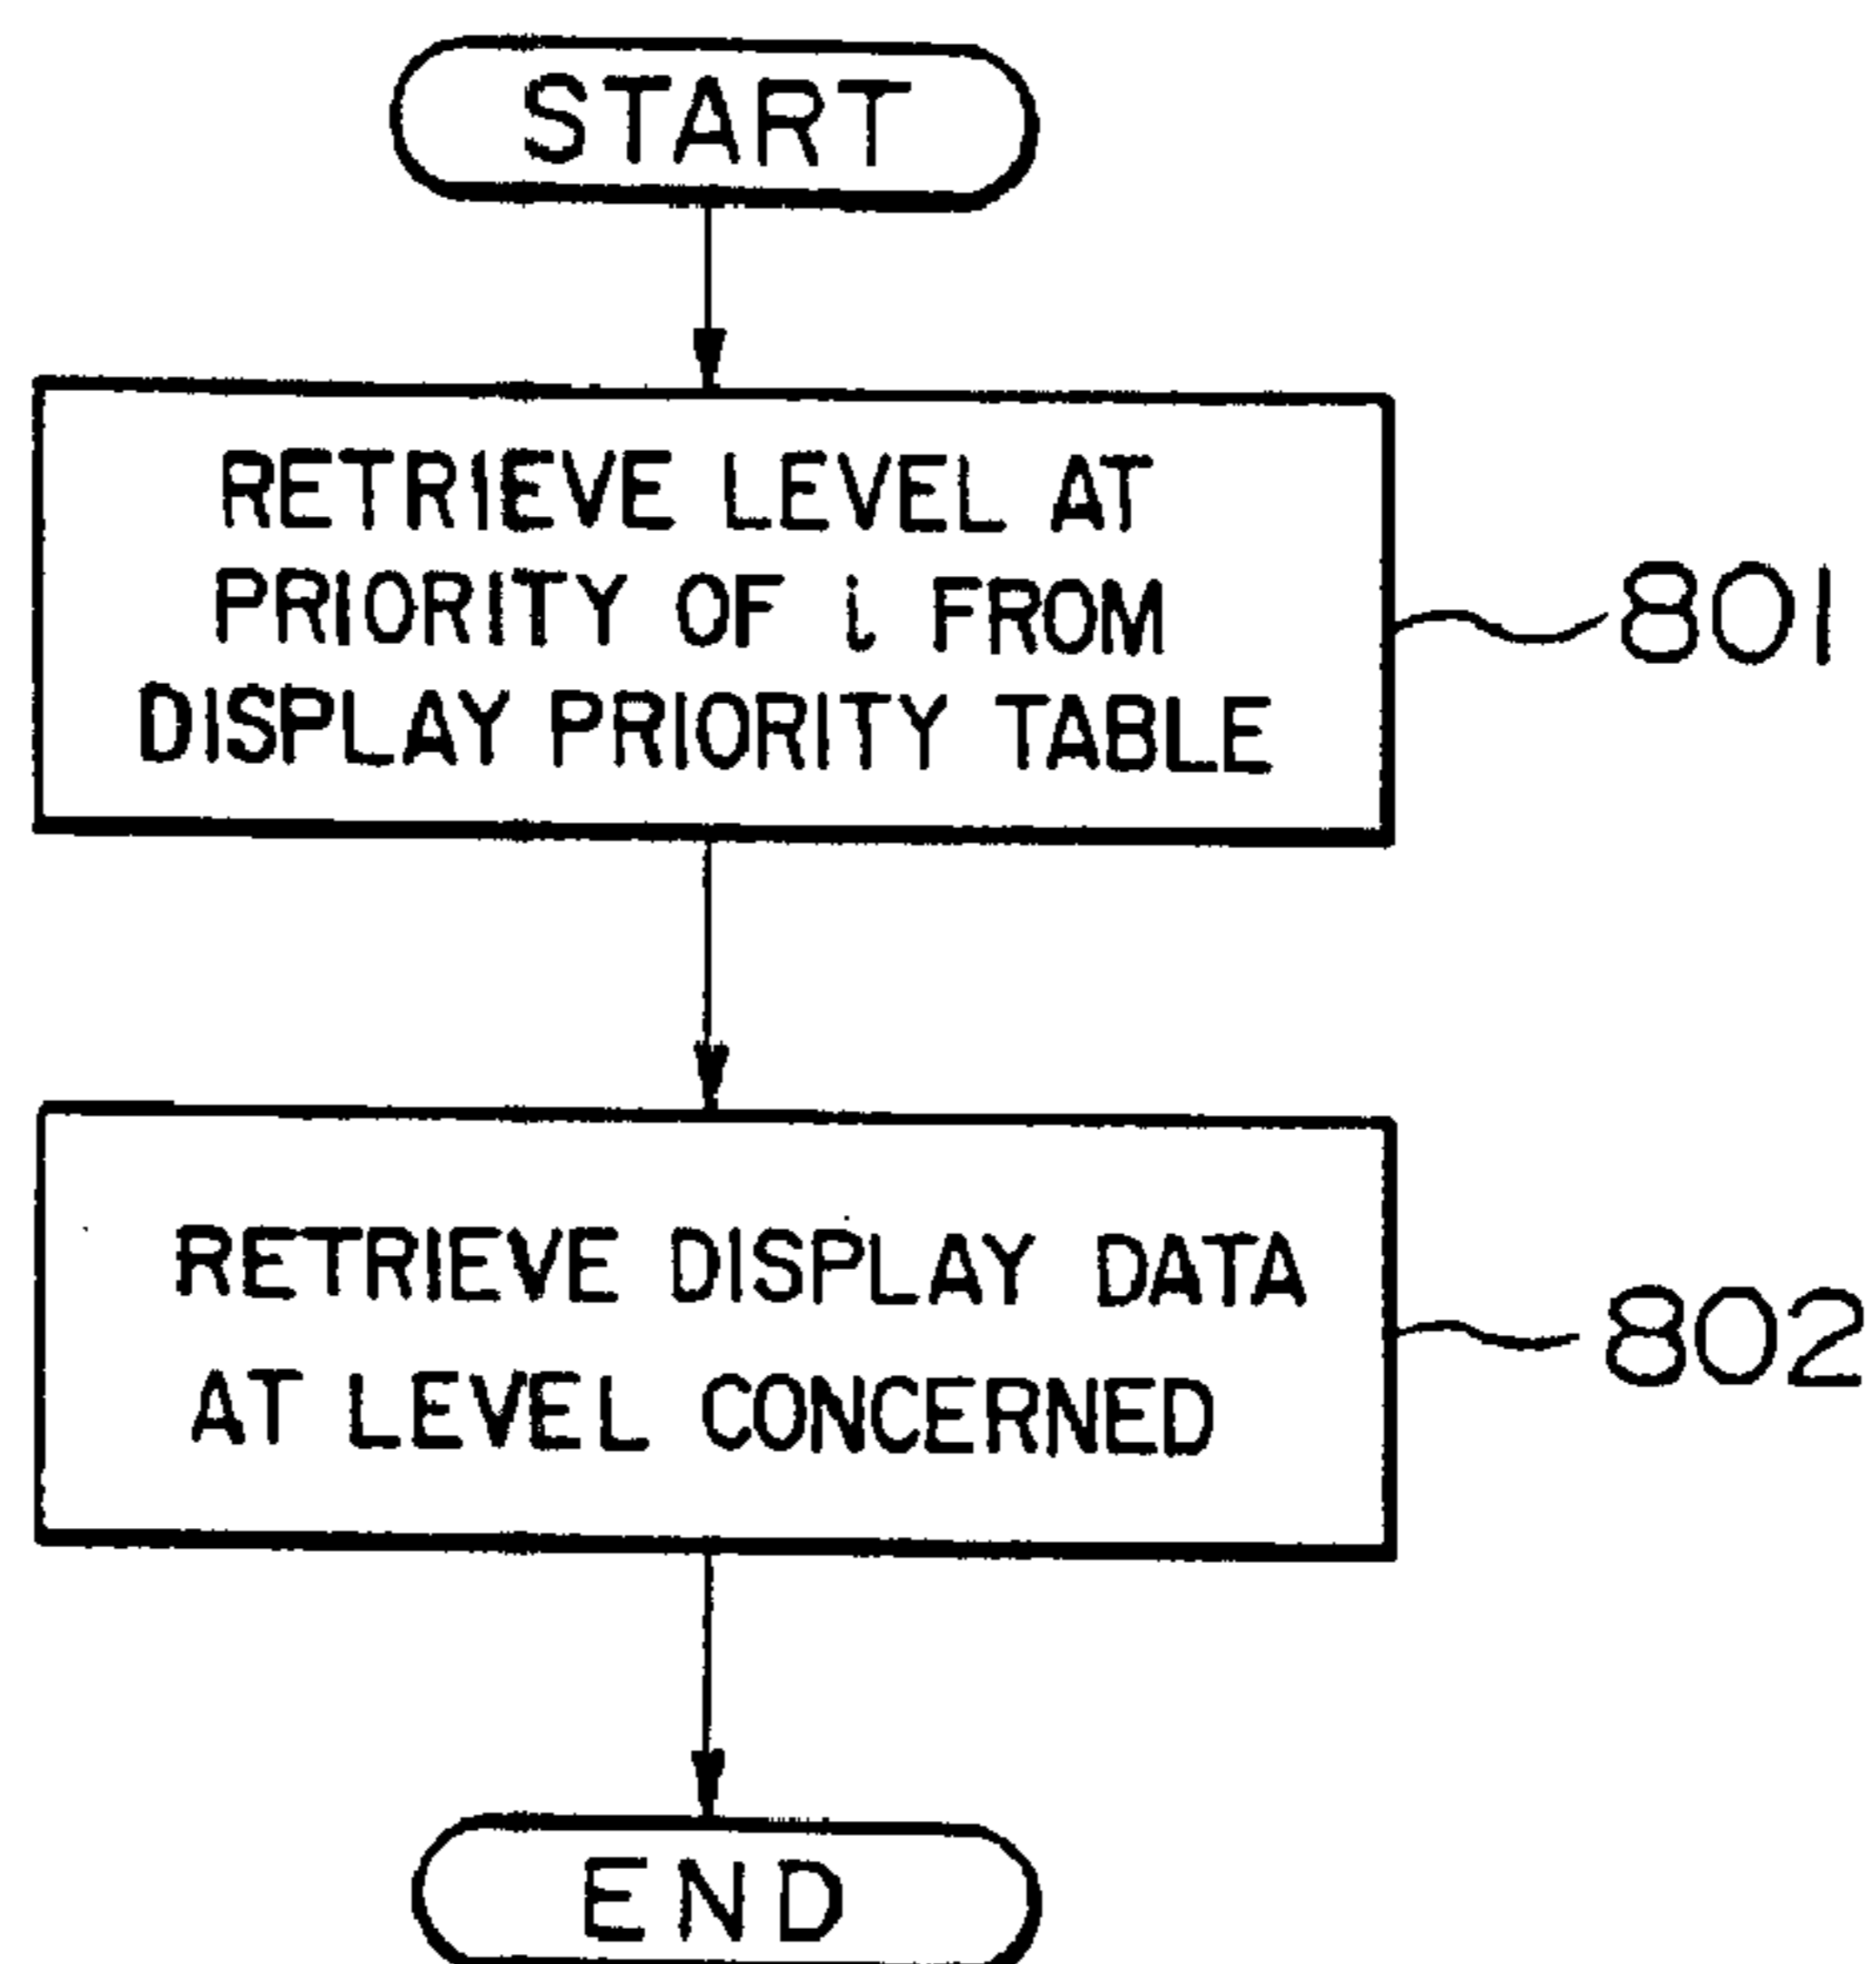 START
RETRIEVE LEVEL AT
PRIORITY OF i FROM
DISPLAY PRIORITY TABLE
801
RETRIEVE DISPLAY DATA
AT LEVEL CONCERNED
802
END